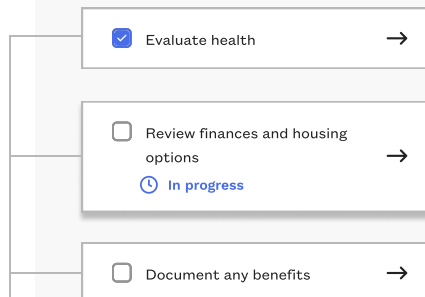 Evaluate health
Review finances and housing
options
In progress
Document any benefits